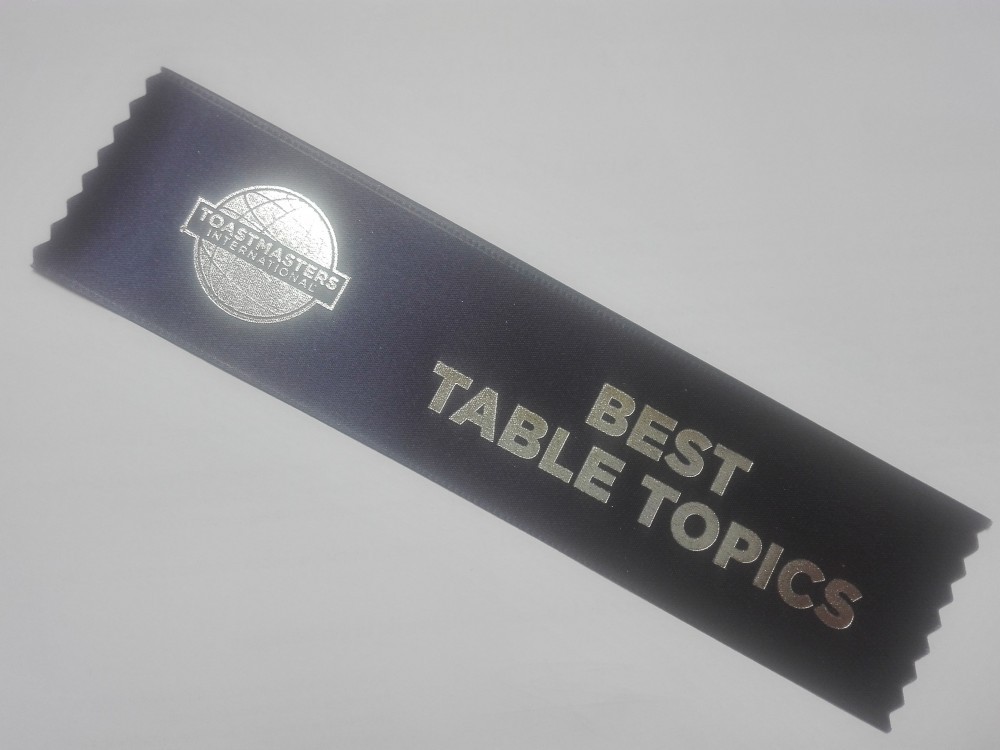 TOASTMASTERS
INTERNATIONAL
BEST
TABLE TOPICS